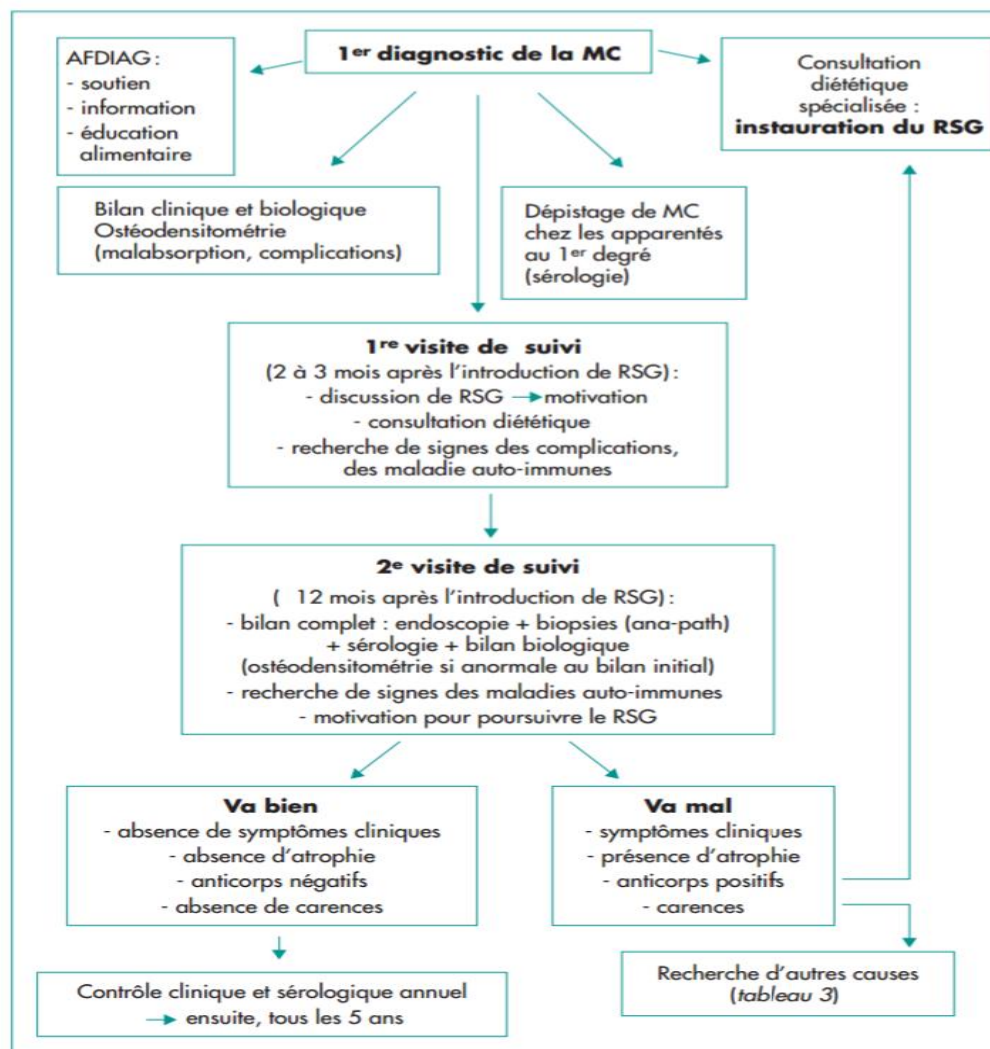 1er diagnostic de la MC
AFDIAG :
- soutien
- information
- éducation
alimentaire
Consultation
diététique
spécialisée :
instauration du RSG
Bilan clinique et biologique
Ostéodensitométrie
(malabsorption, complications)
Dépistage de MC
chez les apparentés
au 1er degré
(sérologie)
1re visite de suivi
(2 à 3 mois après l'introduction de RSG) :
- discussion de RSG → motivation
- consultation diététique
- recherche de signes des complications,
des maladie auto-immunes
2e visite de suivi
( 12 mois après l'introduction de RSG) :
- bilan complet : endoscopie + biopsies (ana-path)
+ sérologie + bilan biologique
(ostéodensitométrie si anormale au bilan initial)
- recherche de signes des maladies auto-immunes
- motivation pour poursuivre le RSG
Va bien
- absence de symptômes cliniques
- absence d'atrophie
- anticorps négatifs
- absence de carences
Va mal
- symptômes cliniques
- présence d'atrophie
- anticorps positifs
- carences
Contrôle clinique et sérologique annuel
→ ensuite, tous les 5 ans
Recherche d'autres causes
(tableau 3)